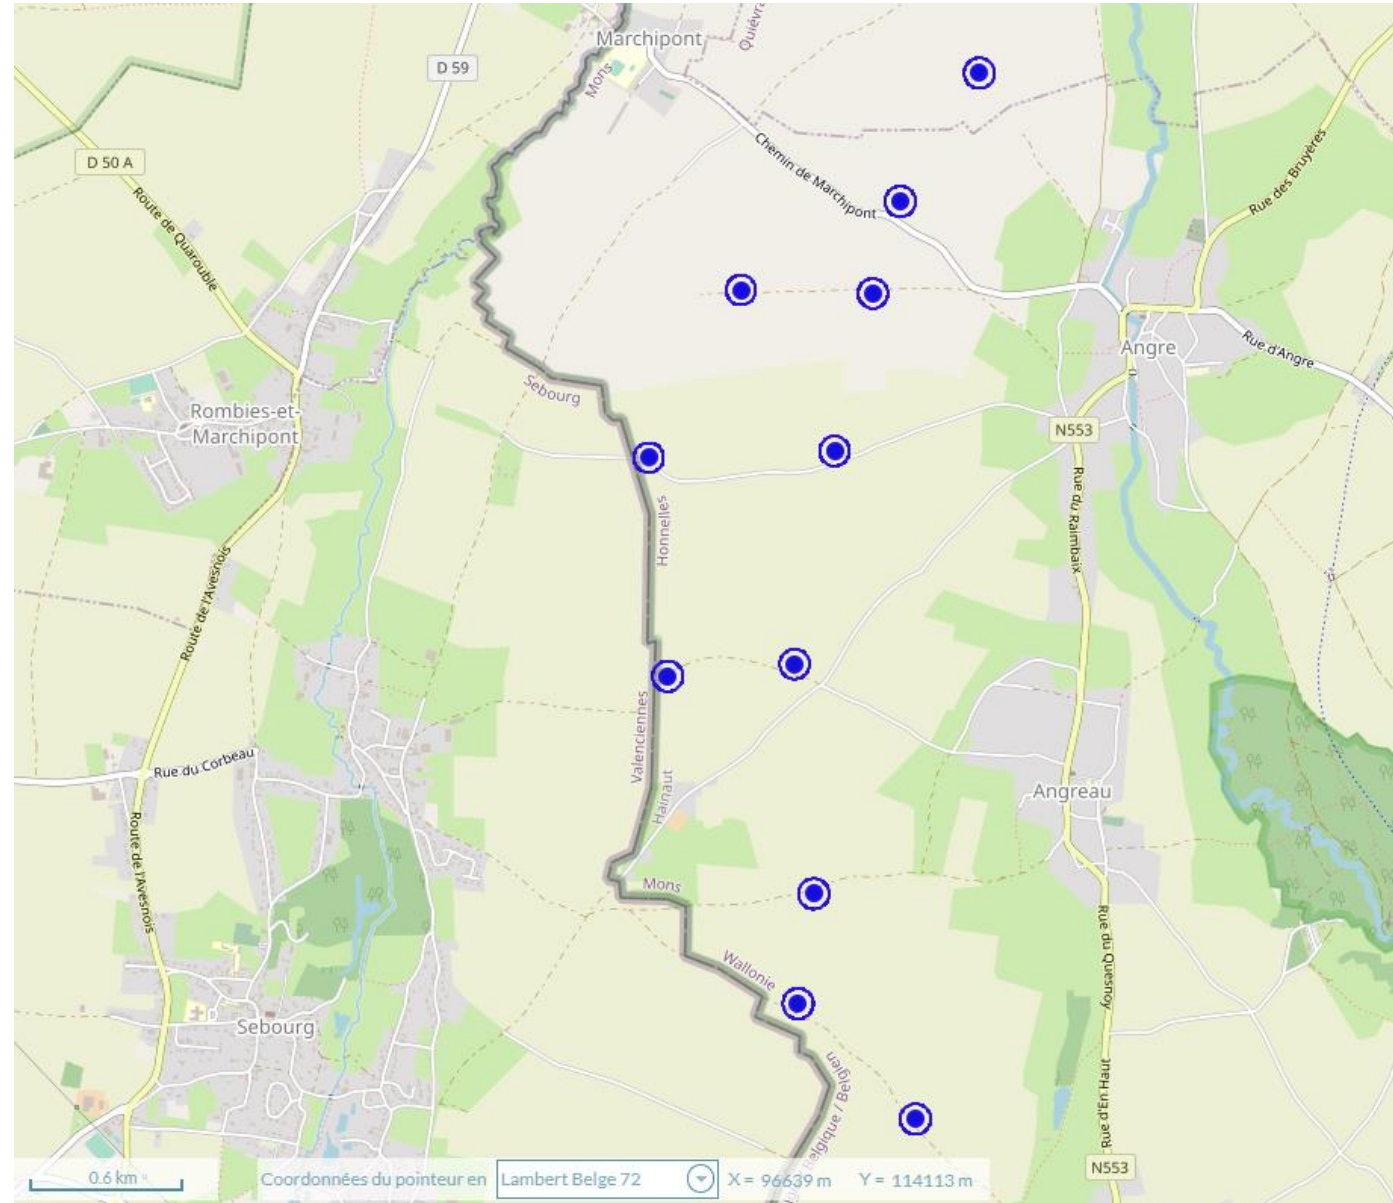 Marchipont
Quiévra
D 59
Mons
D 50 A
Chemin de Marchipont
Rue des Bruyères
Route de Quarouble
Angre
Rue d'Angre
Sebourg
Rombies-et-
Marchipont
N553
Honnelles
Rue du Raimbaix
Route de l'Avesnois
Valenciennes
Rue du Corbeau
Hainaut
Angreau
Route de l'Avesnois
Mons
Rue du Quesnoy
Wallonie
Sebourg
Belgique / Belgien
Rue d'En Haut
N553
0.6 km
Coordonnées du pointeur en
Lambert Belge 72
X = 96639 m
Y = 114113 m